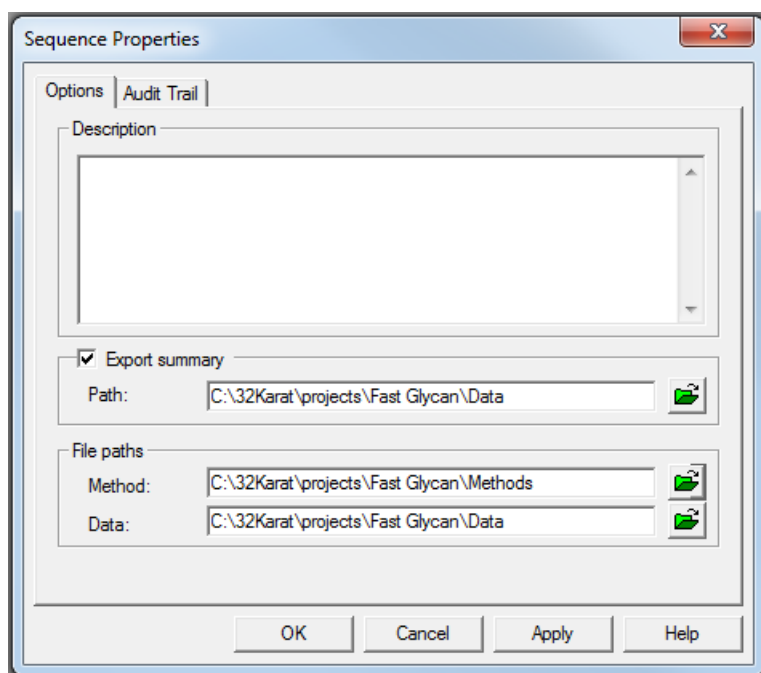 Sequence Properties
Options
Audit Trail
Description
Export summary
Path: C:\32Karat\projects\Fast Glycan\Data
File paths
Method: C:\32Karat\projects\Fast Glycan\Methods
Data: C:\32Karat\projects\Fast Glycan\Data
OK Cancel Apply Help